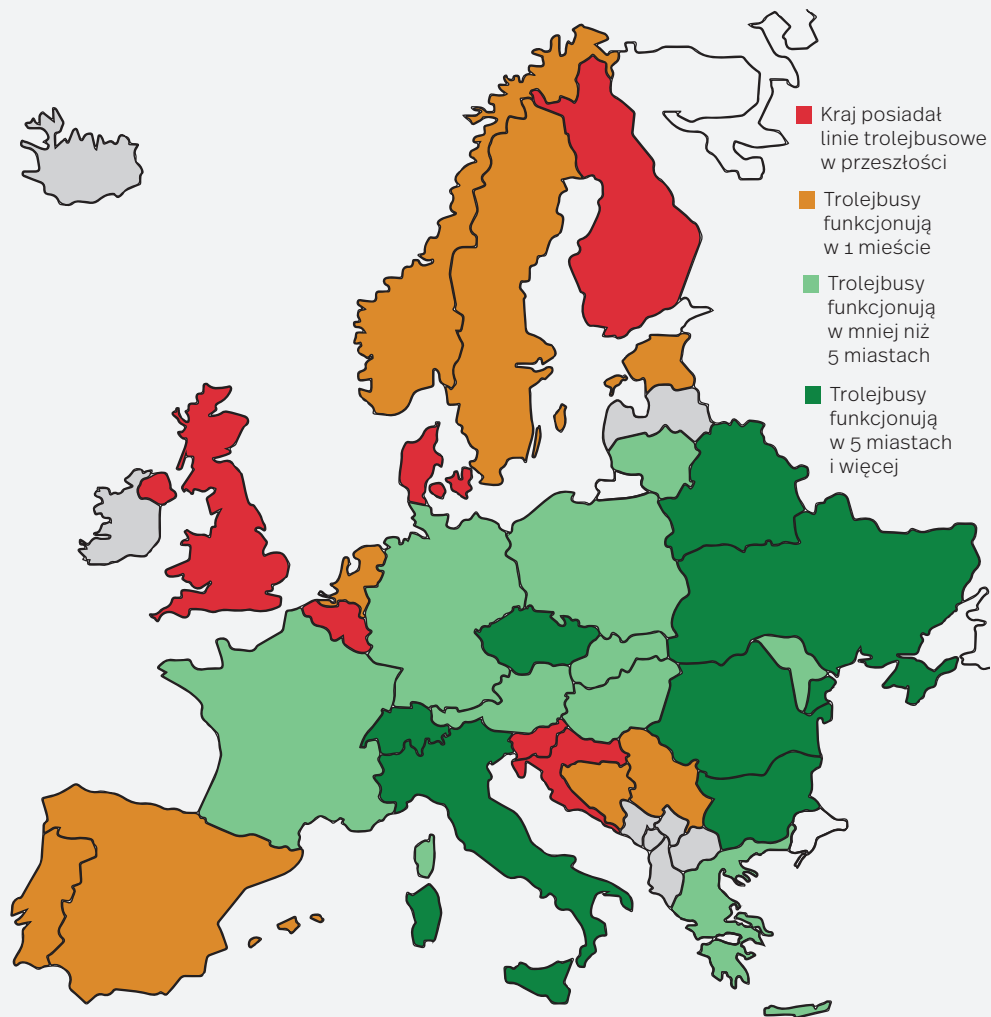 Kraj posiadał
linie trolejbusowe
w przeszłości
Trolejbusy
funkcjonują
w 1 mieście
Trolejbusy
funkcjonują
w mniej niż
5 miastach
Trolejbusy
funkcjonują
w 5 miastach
i więcej